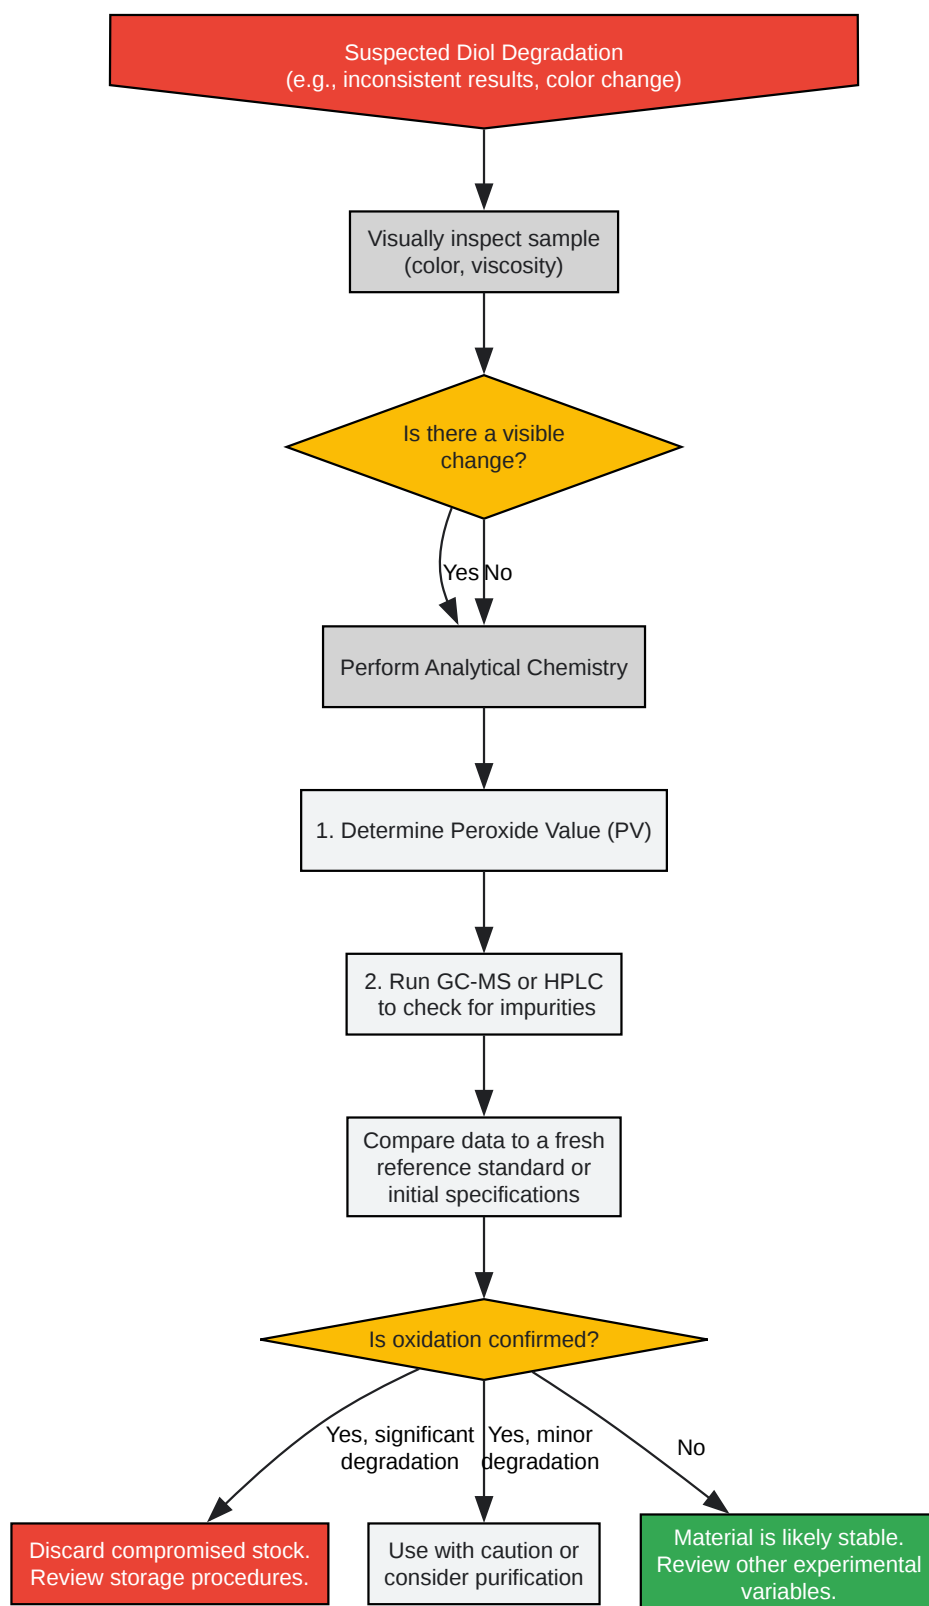 Suspected Diol Degradation
(e.g., inconsistent results, color change)
Visually inspect sample
(color, viscosity)
Is there a visible
change?
Yes
No
Perform Analytical Chemistry
1. Determine Peroxide Value (PV)
2. Run GC-MS or HPLC
to check for impurities
Compare data to a fresh
reference standard or
initial specifications
Is oxidation confirmed?
Yes, significant
degradation
Yes, minor
degradation
No
Discard compromised stock.
Review storage procedures.
Use with caution or
consider purification
Material is likely stable.
Review other experimental
variables.